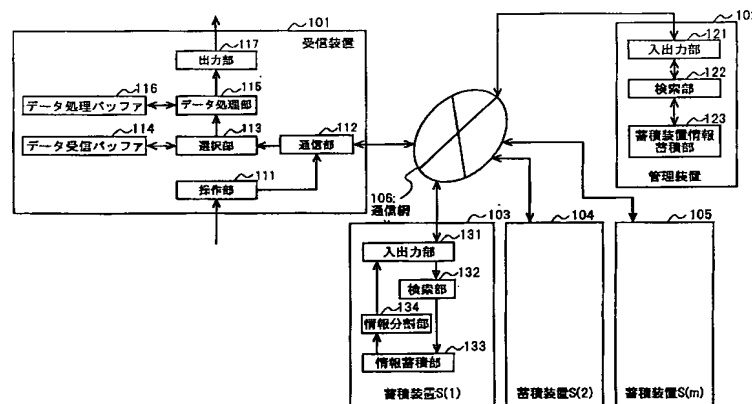 101
受信装置
117
出力部
116
データ処理バッファ
115
データ処理部
114
データ受信バッファ
113
選択部
112
通信部
111
操作部
106:
通信網
102
121
入出力部
122
検索部
123
蓄積装置情報
蓄積部
管理装置
103
131
入出力部
132
検索部
134
情報分割部
133
情報蓄積部
蓄積装置S(1)
104
蓄積装置S(2)
105
蓄積装置S(m)